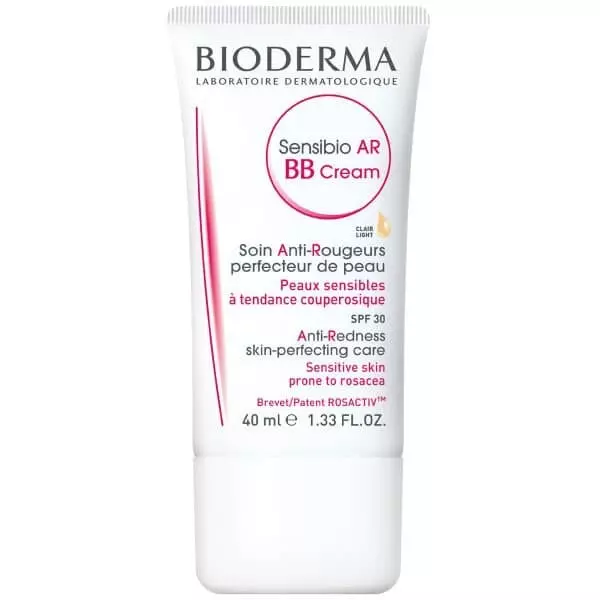 BIODERMA
LABORATOIRE DERMATOLOGIQUE
Sensibio AR
BB Cream
CLAIR
LIGHT
Soin Anti-Rougeurs
perfecteur de peau
Peaux sensibles
à tendance couperosique
SPF 30
Anti-Redness
skin-perfecting care
Sensitive skin
prone to rosacea
Brevet/Patent ROSACTIV™
40 ml ℮ 1.33 FL.OZ.